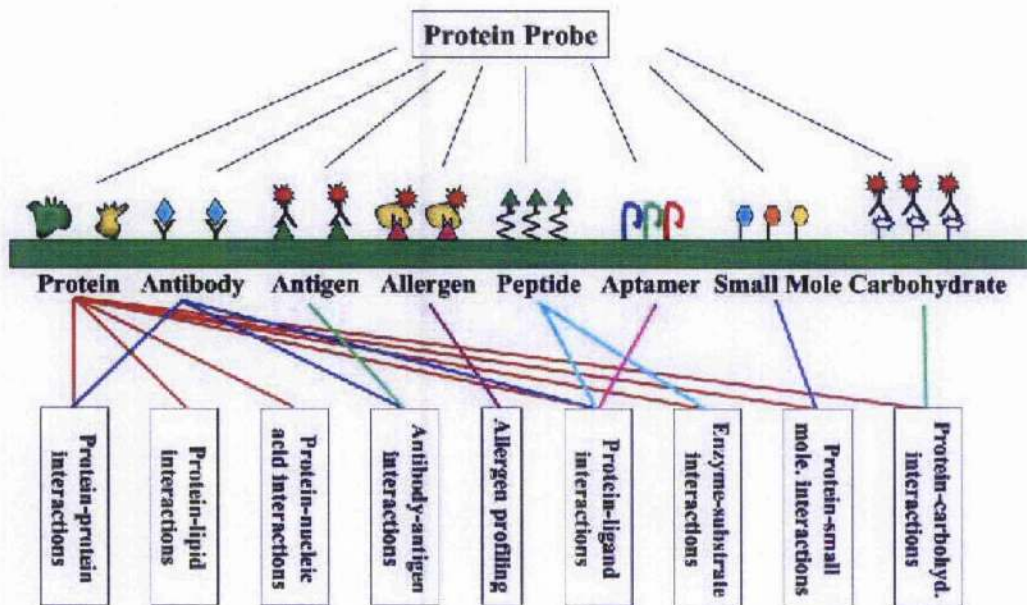 Protein Probe
Protein Antibody Antigen Allergen Peptide Aptamer Small Mole Carbohydrate
Protein-protein
interactions
Protein-lipid
interactions
Protein-nucleic
acid interactions
Antibody-antigen
interactions
Allergen profiling
Protein-ligand
interactions
Enzyme-substrate
interactions
Protein-small
mole. interactions
Protein-carbohyd.
interactions